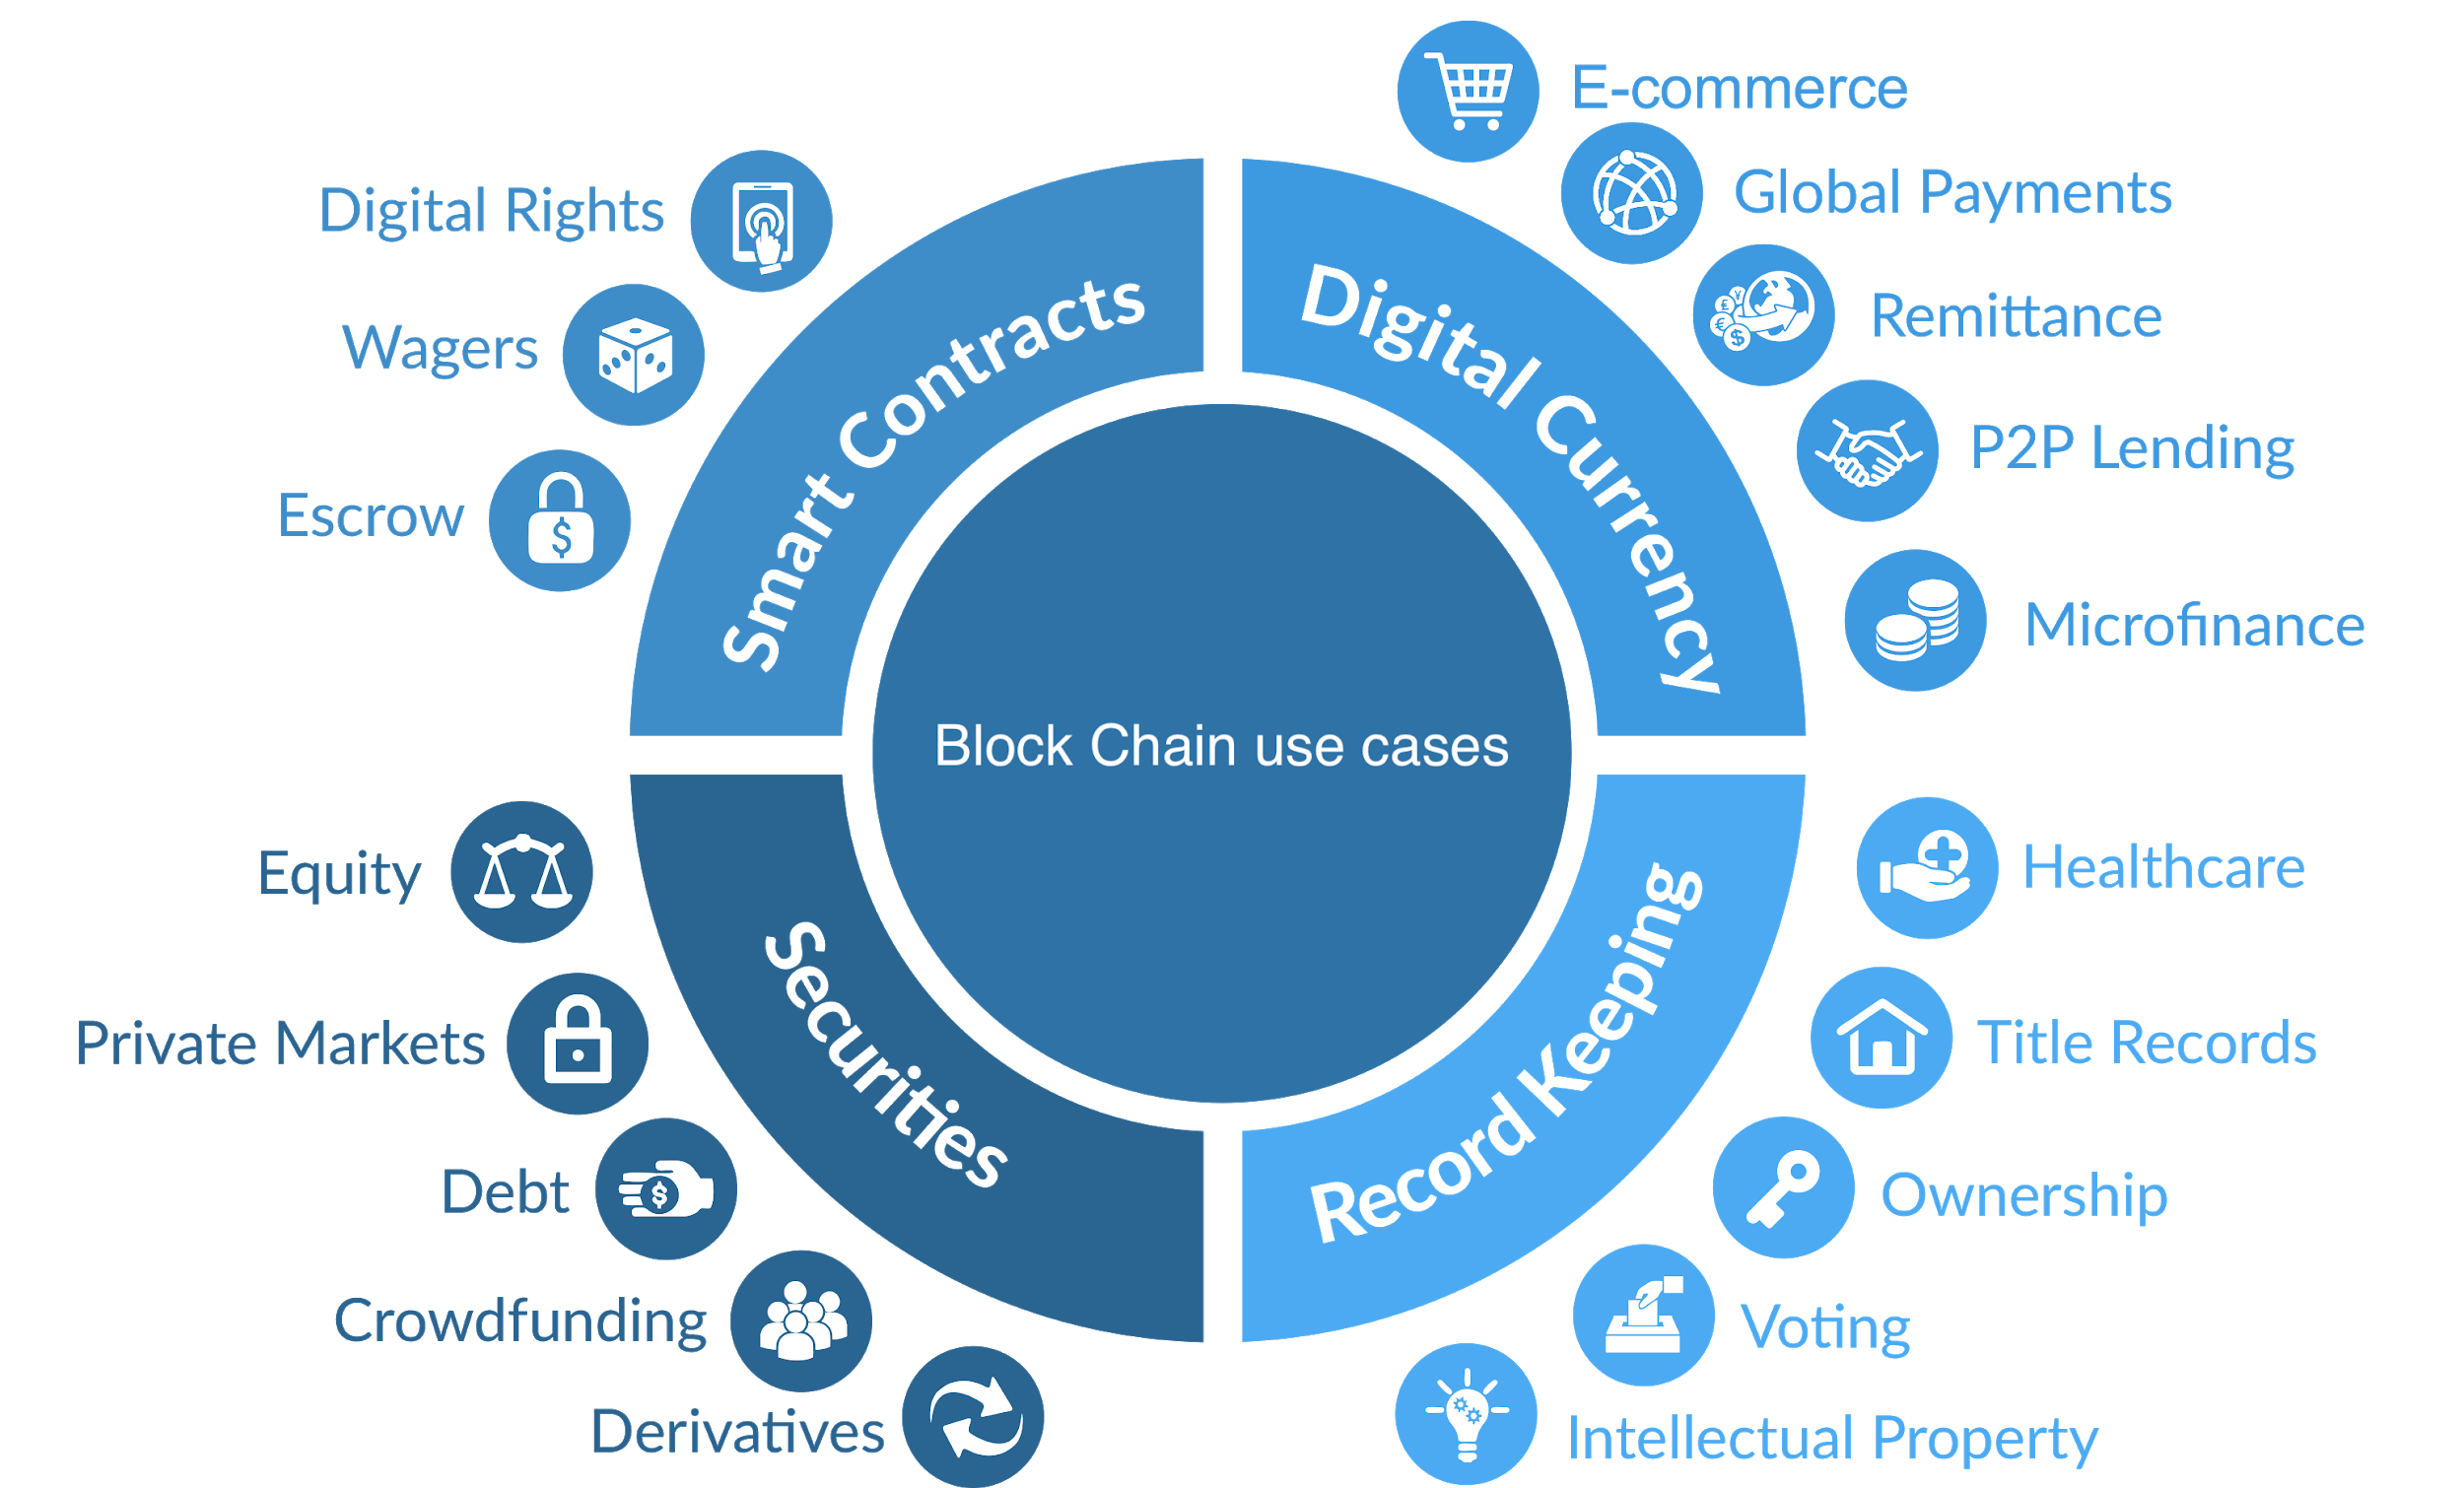 Block Chain use cases
Smart Contracts
Digital Rights
Wagers
Escrow
Digital Currency
E-commerce
Global Payments
Remittance
P2P Lending
Microfinance
Securities
Equity
Private Markets
Debt
Crowdfunding
Derivatives
Record Keeping
Healthcare
Title Records
Ownership
Voting
Intellectual Property